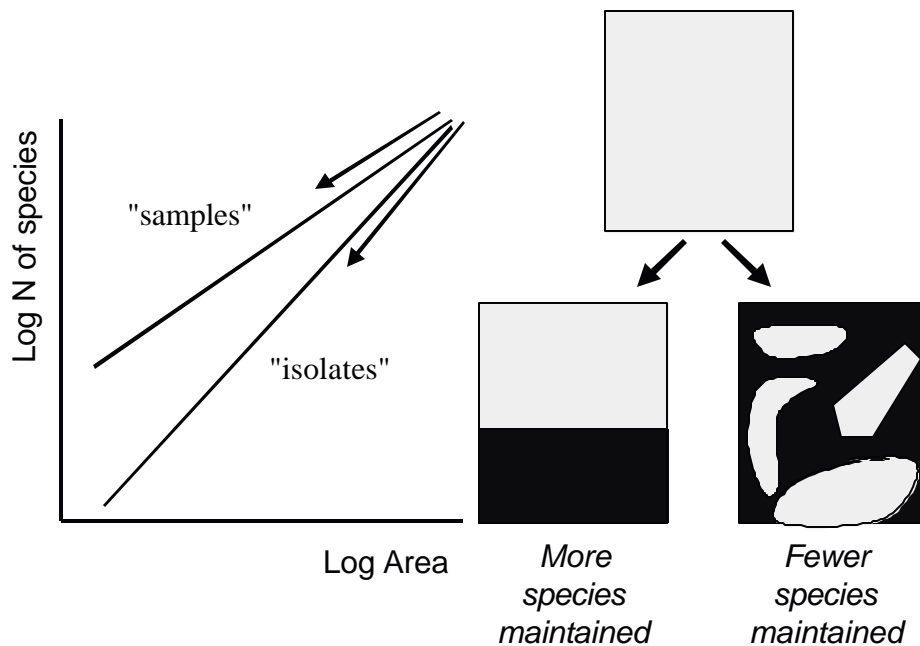 Log N of species
"samples"
"isolates"
Log Area
More
species
maintained
Fewer
species
maintained